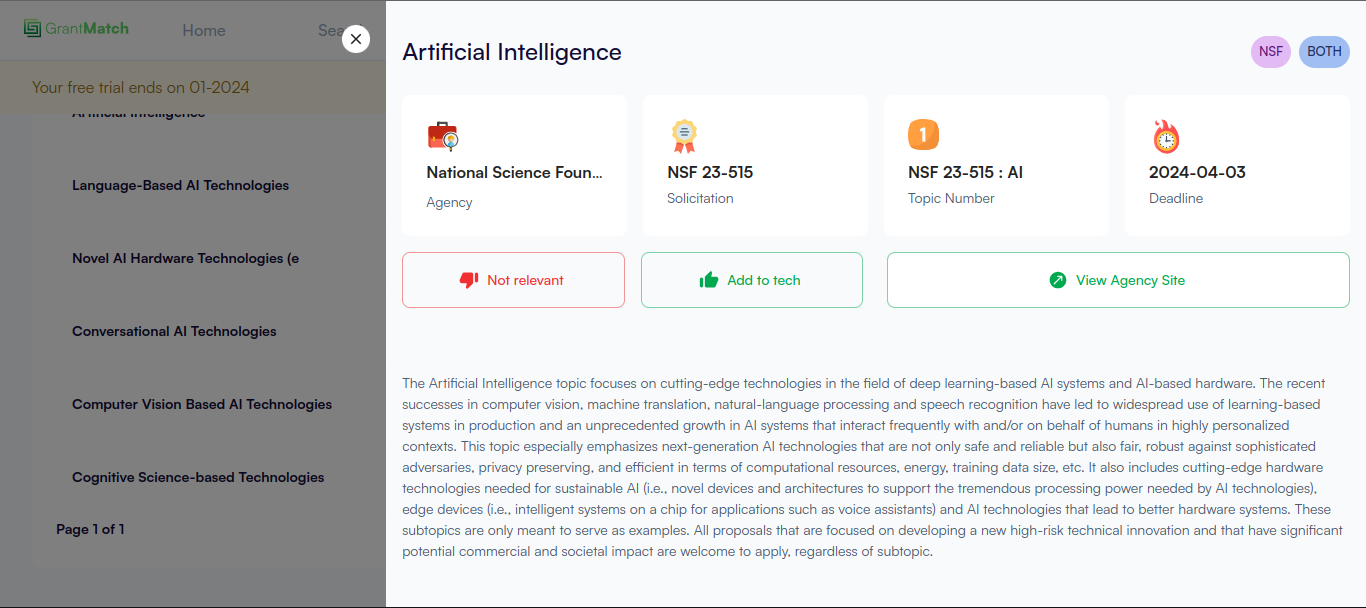 GrantMatch
Home
Sea
Your free trial ends on 01-2024
Artificial Intelligence
Language-Based AI Technologies
Novel AI Hardware Technologies (e
Conversational AI Technologies
Computer Vision Based AI Technologies
Cognitive Science-based Technologies
Page 1 of 1
Artificial Intelligence
NSF
BOTH
National Science Foun...
Agency
NSF 23-515
Solicitation
1
NSF 23-515 : AI
Topic Number
2024-04-03
Deadline
Not relevant
Add to tech
View Agency Site
The Artificial Intelligence topic focuses on cutting-edge technologies in the field of deep learning-based AI systems and AI-based hardware. The recent
successes in computer vision, machine translation, natural-language processing and speech recognition have led to widespread use of learning-based
systems in production and an unprecedented growth in AI systems that interact frequently with and/or on behalf of humans in highly personalized
contexts. This topic especially emphasizes next-generation AI technologies that are not only safe and reliable but also fair, robust against sophisticated
adversaries, privacy preserving, and efficient in terms of computational resources, energy, training data size, etc. It also includes cutting-edge hardware
technologies needed for sustainable AI (i.e., novel devices and architectures to support the tremendous processing power needed by AI technologies),
edge devices (i.e., intelligent systems on a chip for applications such as voice assistants) and AI technologies that lead to better hardware systems. These
subtopics are only meant to serve as examples. All proposals that are focused on developing a new high-risk technical innovation and that have significant
potential commercial and societal impact are welcome to apply, regardless of subtopic.